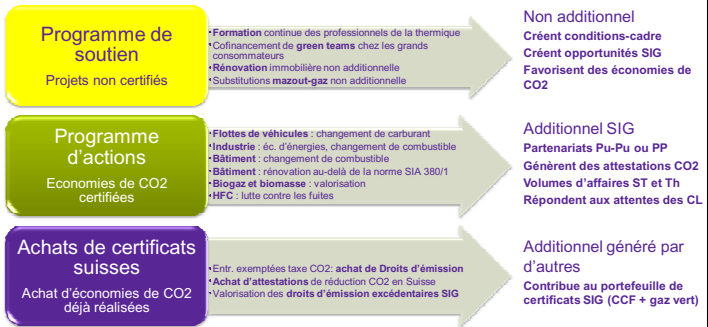 Programme de
soutien
Projets non certifiés
•Formation continue des professionnels de la thermique
•Cofinancement de green teams chez les grands
consommateurs
•Rénovation immobilière non additionnelle
•Substitutions mazout-gaz non additionnelle
Non additionnel
Créent conditions-cadre
Créent opportunités SIG
Favorisent des économies de
CO2
Programme
d'actions
Economies de CO2
certifiées
•Flottes de véhicules : changement de carburant
•Industrie : éc. d'énergies, changement de combustible
•Bâtiment : changement de combustible
•Bâtiment : rénovation au-delà de la norme SIA 380/1
•Biogaz et biomasse : valorisation
•HFC : lutte contre les fuites
Additionnel SIG
Partenariats Pu-Pu ou PP
Génèrent des attestations CO2
Volumes d'affaires ST et Th
Répondent aux attentes des CL
Achats de certificats
suisses
Achat d'économies de CO2
déjà réalisées
•Entr. exemptées taxe CO2: achat de Droits d'émission
•Achat d'attestations de réduction CO2 en Suisse
•Valorisation des droits d'émission excédentaires SIG
Additionnel généré par
d'autres
Contribue au portefeuille de
certificats SIG (CCF + gaz vert)